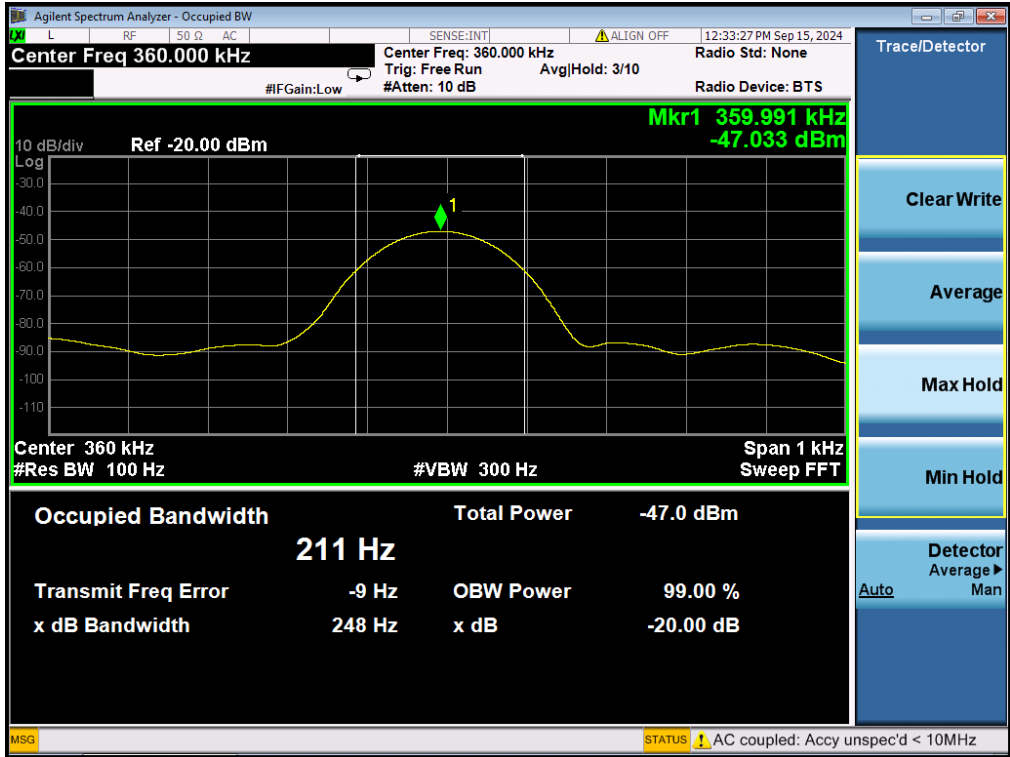 Agilent Spectrum Analyzer - Occupied BW
LXI L RF 50 Ω AC SENSE:INT ALIGN OFF 12:33:27 PM Sep 15, 2024
Center Freq 360.000 kHz
Center Freq: 360.000 kHz Radio Std: None
Trig: Free Run Avg|Hold: 3/10
#IFGain:Low #Atten: 10 dB Radio Device: BTS
Mkr1 359.991 kHz
-47.033 dBm
10 dB/div Ref -20.00 dBm
Log
-30.0
-40.0
1
-50.0
-60.0
-70.0
-80.0
-90.0
-100
-110
Center 360 kHz Span 1 kHz
#Res BW 100 Hz #VBW 300 Hz Sweep FFT
Occupied Bandwidth Total Power -47.0 dBm
211 Hz
Transmit Freq Error -9 Hz OBW Power 99.00 %
x dB Bandwidth 248 Hz x dB -20.00 dB
Trace/Detector
Clear Write
Average
Max Hold
Min Hold
Detector
Average
Auto Man
MSG STATUS AC coupled: Accy unspec'd < 10MHz